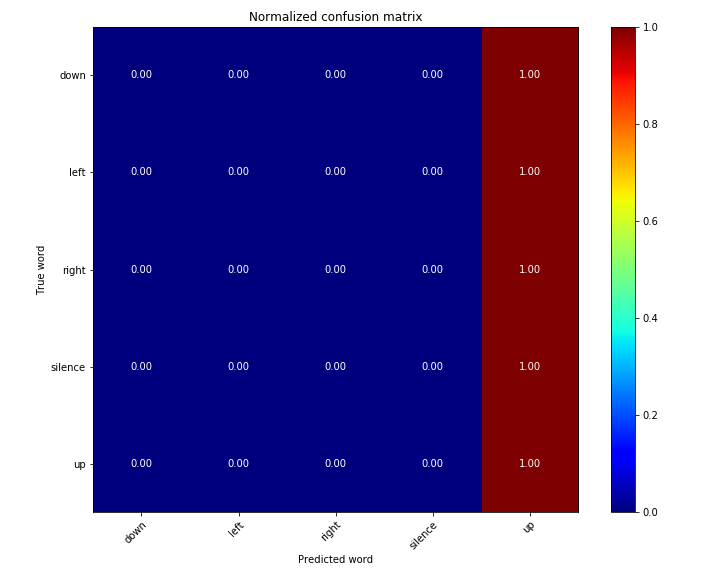 Normalized confusion matrix
1.0
down 0.00 0.00 0.00 0.00 1.00
0.8
left 0.00 0.00 0.00 0.00 1.00
0.6
True word
right 0.00 0.00 0.00 0.00 1.00
0.4
silence 0.00 0.00 0.00 0.00 1.00
0.2
up 0.00 0.00 0.00 0.00 1.00
0.0
down left right silence up
Predicted word